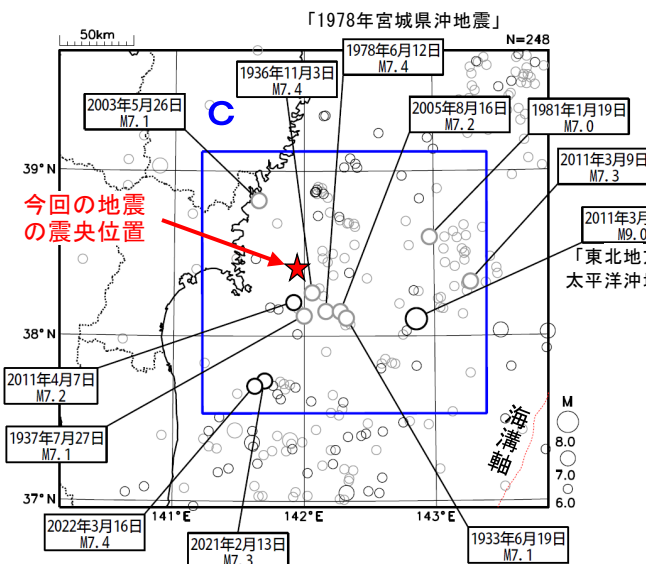 「1978年宮城県沖地震」
50km
N=248
1978年6月12日
M7.4
1936年11月3日
M7.4
2003年5月26日
M7.1
C
2005年8月16日
M7.2
1981年1月19日
M7.0
39°N
2011年3月9日
M7.3
今回の地震
の震央位置
2011年3月
M9.0
「東北地方
太平洋沖地
38°N
2011年4月7日
M7.2
1937年7月27日
M7.1
海溝軸
M
8.0
7.0
6.0
37°N
141°E
142°E
143°E
2022年3月16日
M7.4
2021年2月13日
M7.3
1933年6月19日
M7.1